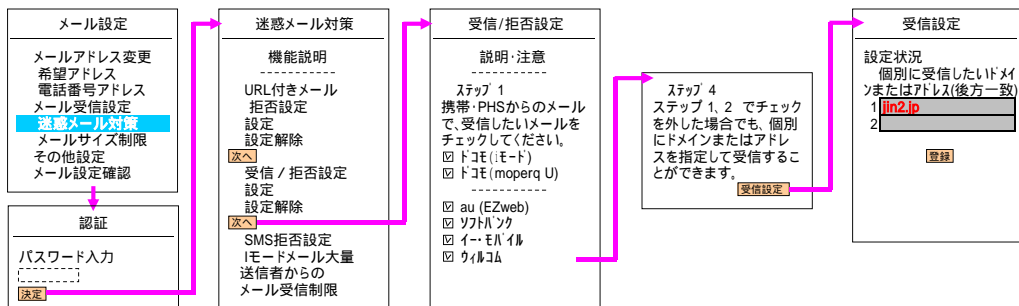 メール設定
メールアドレス変更
希望アドレス
電話番号アドレス
メール受信設定
迷惑メール対策
メールサイズ制限
その他設定
メール設定確認
認証
パスワード入力
決定
迷惑メール対策
機能説明
URL付きメール
拒否設定
設定
設定解除
次へ
受信 / 拒否設定
設定
設定解除
次へ
SMS拒否設定
Iモードメール大量
送信者からの
メール受信制限
受信/拒否設定
説明・注意
ステップ 1
携帯・PHSからのメール
で、受信したいメールを
チェックしてください。
☑ ドコモ(iモード)
☑ ドコモ(moperq U)
☑ au (EZweb)
☑ ソフトバンク
☑ イー・モバイル
☑ ウィルコム
ステップ 4
ステップ 1、2 でチェック
を外した場合でも、個別
にドメインまたはアドレ
スを指定して受信するこ
とができます。
受信設定
受信設定
設定状況
個別に受信したいドメイ
ンまたはアドレス(後方一致)
1 jin2.jp
2
登録